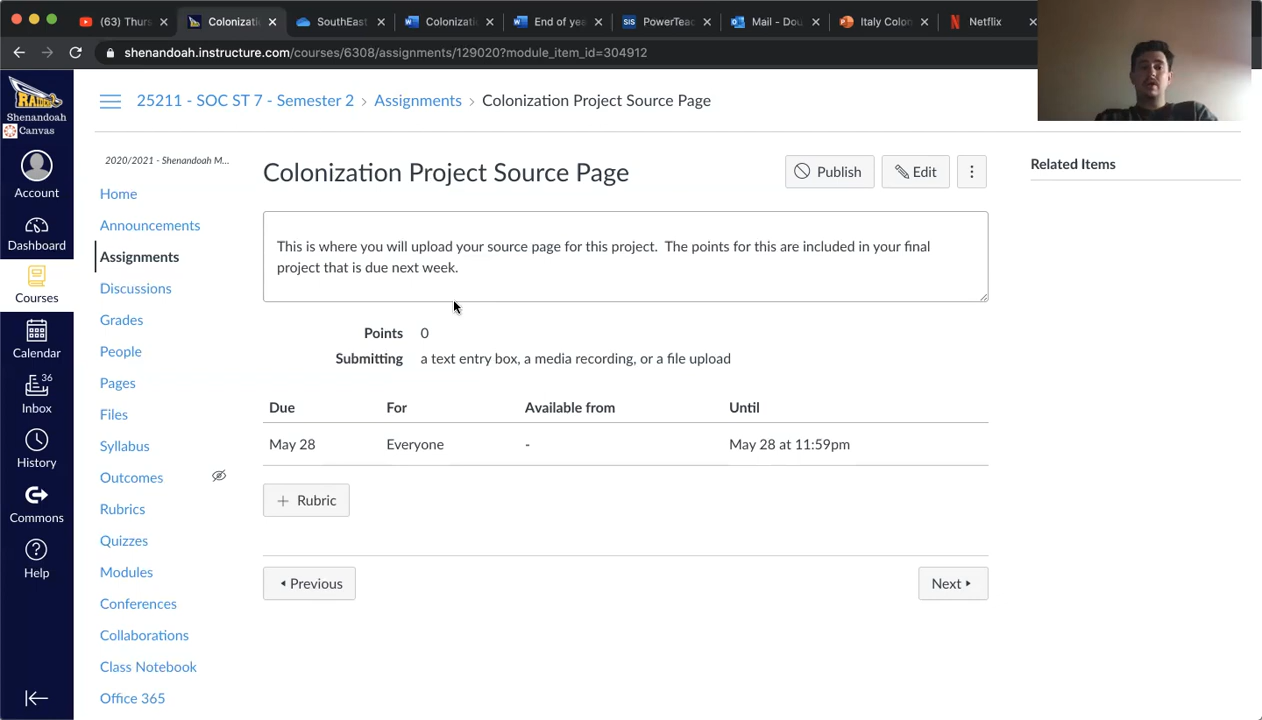 (63) Thurs
Colonizati
SouthEast
Colonizati
End of yea
SIS
PowerTeac
Mail - Dou
Italy Colon
Netflix
shenandoah.instructure.com/courses/6308/assignments/129020?module_item_id=304912
RAIDERS
Shenandoah
Canvas
Account
Dashboard
Courses
Calendar
36
Inbox
History
Commons
Help
25211 - SOC ST 7 - Semester 2 › Assignments › Colonization Project Source Page
2020/2021 - Shenandoah M...
Home
Announcements
Assignments
Discussions
Grades
People
Pages
Files
Syllabus
Outcomes
Rubrics
Quizzes
Modules
Conferences
Collaborations
Class Notebook
Office 365
Colonization Project Source Page
Publish
Edit
This is where you will upload your source page for this project.  The points for this are included in your final
project that is due next week.
Points 0
Submitting a text entry box, a media recording, or a file upload
Due For Available from Until
May 28 Everyone - May 28 at 11:59pm
+ Rubric
Previous
Next
Related Items